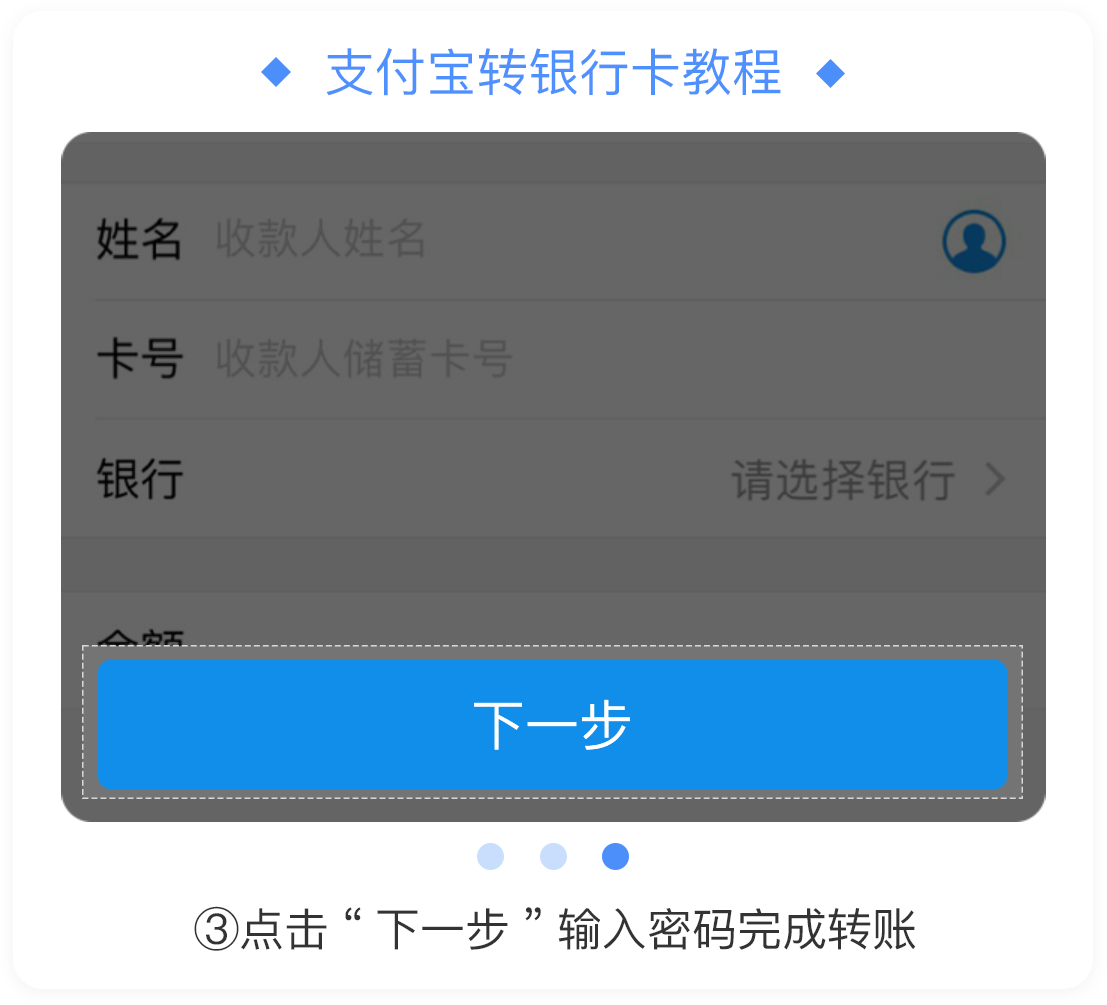 支付宝转银行卡教程
姓名 收款人姓名
卡号 收款人储蓄卡号
银行 请选择银行
金额
下一步
③点击“下一步”输入密码完成转账